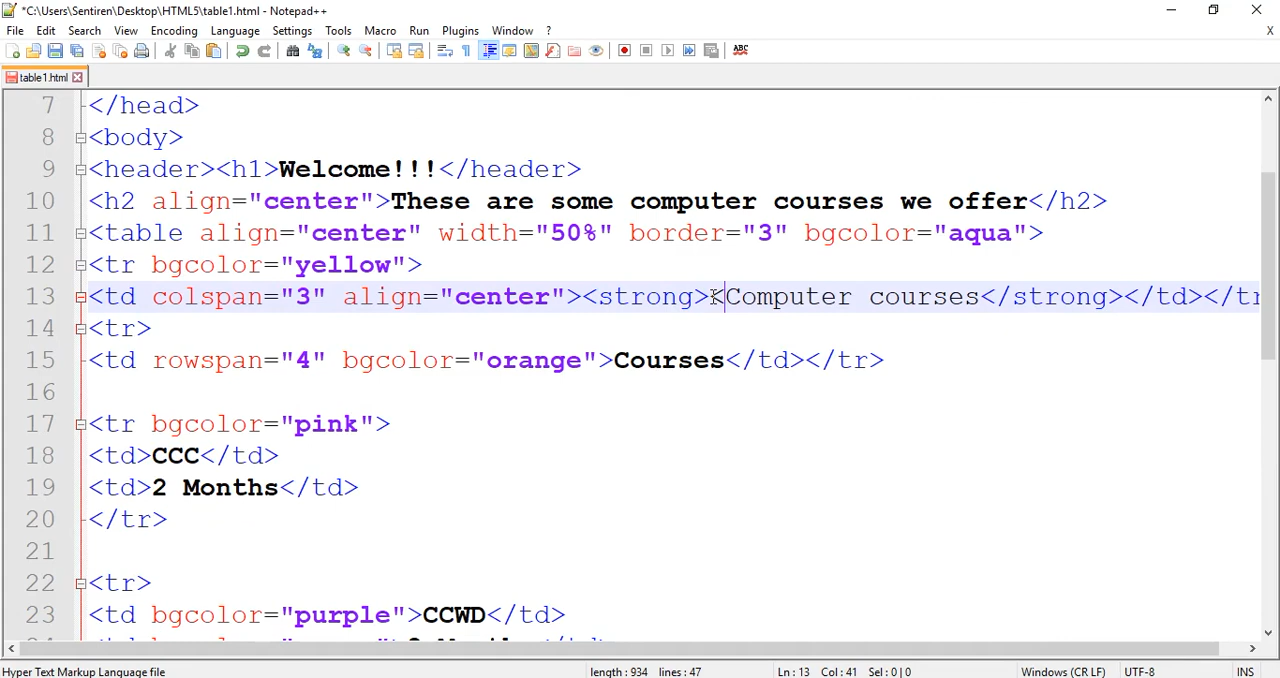 *C:\Users\Sentiren\Desktop\HTML5\table1.html - Notepad++
File Edit Search View Encoding Language Settings Tools Macro Run Plugins Window ? X
ABC
table1.html
7 </head>
8 <body>
9 <header><h1>Welcome!!!</header>
10 <h2 align="center">These are some computer courses we offer</h2>
11 <table align="center" width="50%" border="3" bgcolor="aqua">
12 <tr bgcolor="yellow">
13 <td colspan="3" align="center"><strong><Computer courses</strong></td></tr
14 <tr>
15 <td rowspan="4" bgcolor="orange">Courses</td></tr>
16
17 <tr bgcolor="pink">
18 <td>CCC</td>
19 <td>2 Months</td>
20 </tr>
21
22 <tr>
23 <td bgcolor="purple">CCWD</td>
Hyper Text Markup Language file length : 934 lines : 47 Ln : 13 Col : 41 Sel : 0 | 0 Windows (CR LF) UTF-8 INS